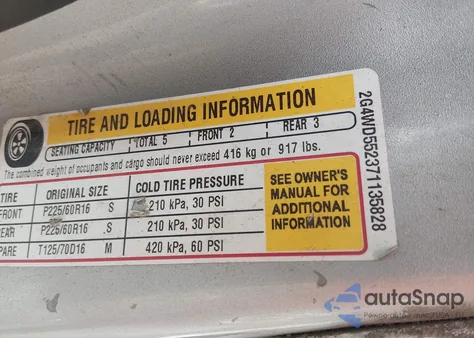 TIRE AND LOADING INFORMATION
SEATING CAPACITY TOTAL 5 FRONT 2 REAR 3
The combined weight of occupants and cargo should never exceed 416 kg or 917 lbs.
TIRE ORIGINAL SIZE COLD TIRE PRESSURE
FRONT P225/60R16 S 210 kPa, 30 PSI
REAR P225/60R16 S 210 kPa, 30 PSI
SPARE T125/70D16 M 420 kPa, 60 PSI
SEE OWNER'S
MANUAL FOR
ADDITIONAL
INFORMATION
2G4WD552371135828
autaSnap